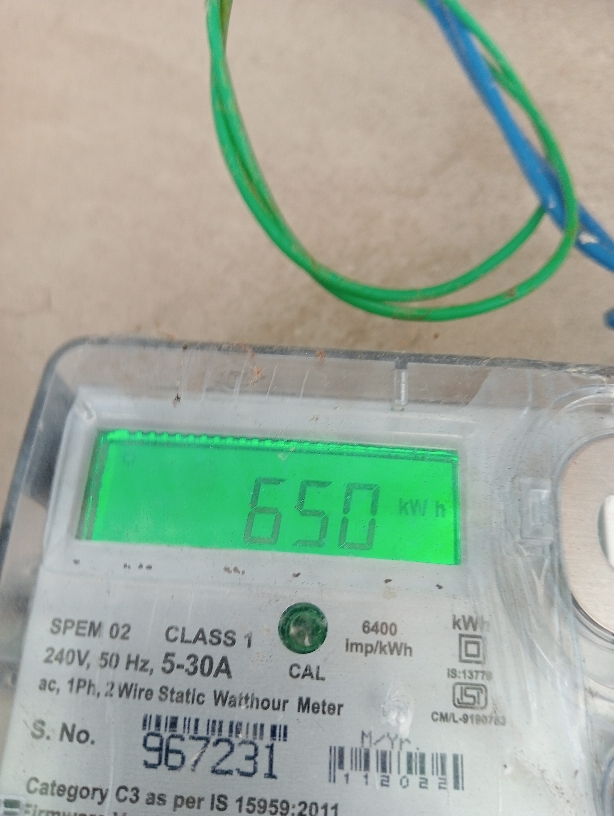 650 kWh
SPEM 02 CLASS 1 6400 kWh
240V, 50 Hz, 5-30A imp/kWh
CAL IS:13779
ac, 1Ph, 2 Wire Static Watthour Meter
CM/L-9190783
S. No. 967231 M/Yr.
112022
Category C3 as per IS 15959:2011